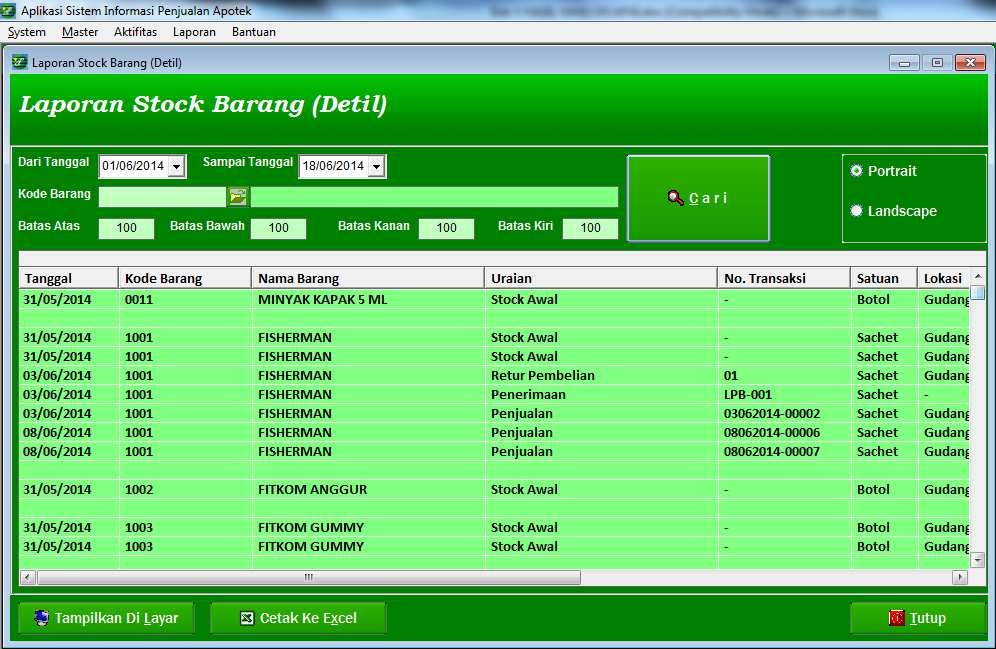 Aplikasi Sistem Informasi Penjualan Apotek
System Master Aktifitas Laporan Bantuan
Laporan Stock Barang (Detil)
Laporan Stock Barang (Detil)
Dari Tanggal 01/06/2014 Sampai Tanggal 18/06/2014
Kode Barang
Batas Atas 100 Batas Bawah 100 Batas Kanan 100 Batas Kiri 100
Cari
Portrait
Landscape
Tanggal Kode Barang Nama Barang Uraian No. Transaksi Satuan Lokasi
31/05/2014 0011 MINYAK KAPAK 5 ML Stock Awal - Botol Gudang
31/05/2014 1001 FISHERMAN Stock Awal - Sachet Gudang
31/05/2014 1001 FISHERMAN Stock Awal - Sachet Gudang
03/06/2014 1001 FISHERMAN Retur Pembelian 01 Sachet Gudang
03/06/2014 1001 FISHERMAN Penerimaan LPB-001 Sachet -
03/06/2014 1001 FISHERMAN Penjualan 03062014-00002 Sachet Gudang
08/06/2014 1001 FISHERMAN Penjualan 08062014-00006 Sachet Gudang
08/06/2014 1001 FISHERMAN Penjualan 08062014-00007 Sachet Gudang
31/05/2014 1002 FITKOM ANGGUR Stock Awal - Botol Gudang
31/05/2014 1003 FITKOM GUMMY Stock Awal - Botol Gudang
31/05/2014 1003 FITKOM GUMMY Stock Awal - Botol Gudang
Tampilkan Di Layar Cetak Ke Excel Tutup